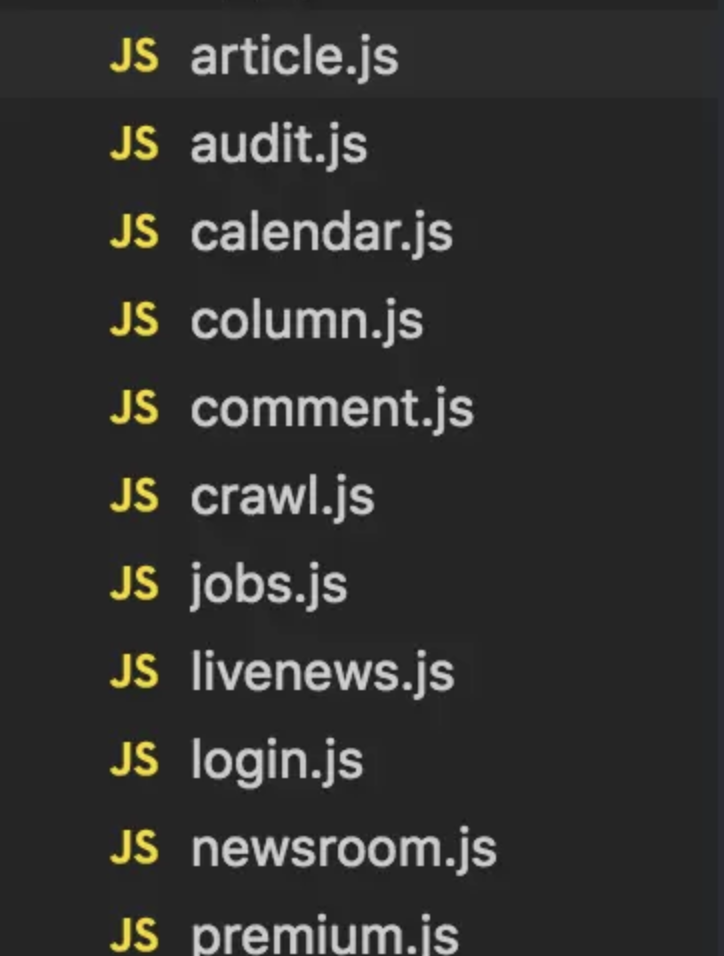 JS article.js
JS audit.js
JS calendar.js
JS column.js
JS comment.js
JS crawl.js
JS jobs.js
JS livenews.js
JS login.js
JS newsroom.js
JS premium.js